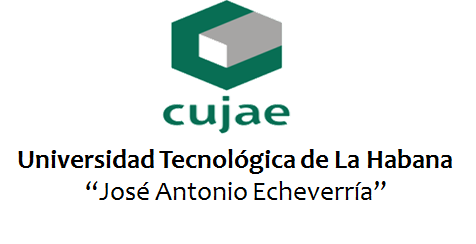 cujae
Universidad Tecnológica de La Habana
“José Antonio Echeverría”